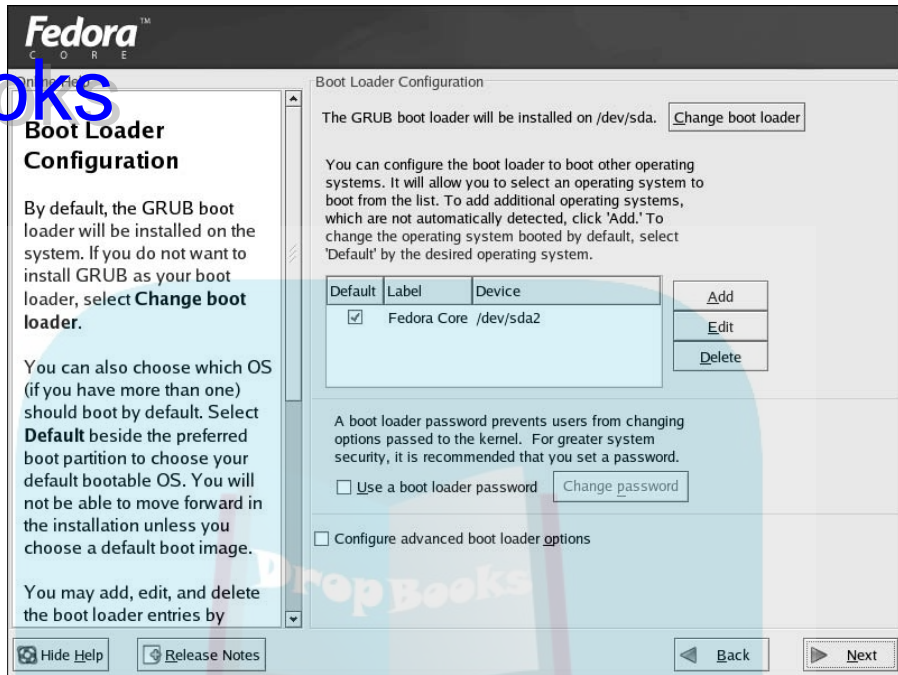 Fedora™
CORE
Online Help
oks
Boot Loader
Configuration
By default, the GRUB boot
loader will be installed on the
system. If you do not want to
install GRUB as your boot
loader, select Change boot
loader.
You can also choose which OS
(if you have more than one)
should boot by default. Select
Default beside the preferred
boot partition to choose your
default bootable OS. You will
not be able to move forward in
the installation unless you
choose a default boot image.
You may add, edit, and delete
the boot loader entries by
Boot Loader Configuration
The GRUB boot loader will be installed on /dev/sda.
Change boot loader
You can configure the boot loader to boot other operating
systems. It will allow you to select an operating system to
boot from the list. To add additional operating systems,
which are not automatically detected, click 'Add.' To
change the operating system booted by default, select
'Default' by the desired operating system.
Default Label Device
Fedora Core /dev/sda2
Add
Edit
Delete
A boot loader password prevents users from changing
options passed to the kernel. For greater system
security, it is recommended that you set a password.
Use a boot loader password
Change password
Configure advanced boot loader options
DropBooks
Hide Help
Release Notes
Back
Next